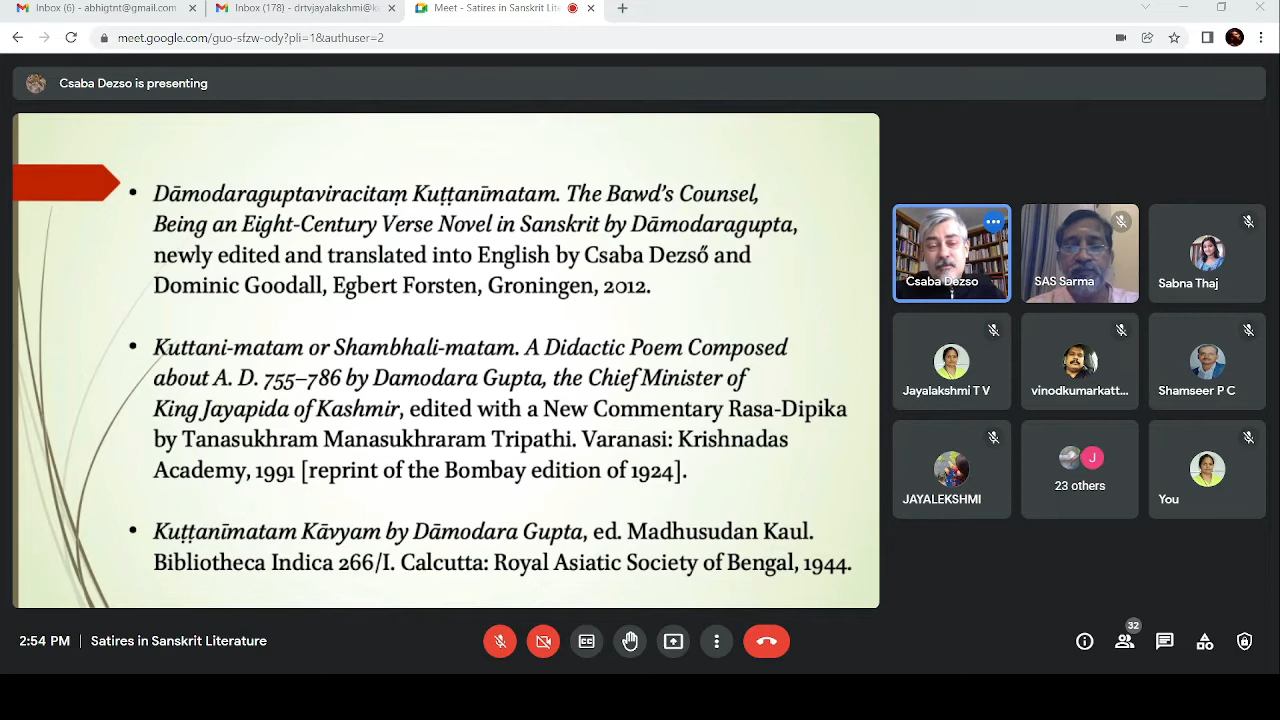 Inbox (6) - abhigtnt@gmail.com
Inbox (178) - drtvjayalakshmi@k
Meet - Satires in Sanskrit Lit
meet.google.com/guo-sfzw-ody?pli=1&authuser=2
Csaba Dezso is presenting
• Dāmodaraguptaviracitaṃ Kuṭṭanīmatam. The Bawd's Counsel,
Being an Eight-Century Verse Novel in Sanskrit by Dāmodaragupta,
newly edited and translated into English by Csaba Dezső and
Dominic Goodall, Egbert Forsten, Groningen, 2012.
• Kuttani-matam or Shambhali-matam. A Didactic Poem Composed
about A. D. 755–786 by Damodara Gupta, the Chief Minister of
King Jayapida of Kashmir, edited with a New Commentary Rasa-Dipika
by Tanasukhram Manasukhraram Tripathi. Varanasi: Krishnadas
Academy, 1991 [reprint of the Bombay edition of 1924].
• Kuṭṭanīmatam Kāvyam by Dāmodara Gupta, ed. Madhusudan Kaul.
Bibliotheca Indica 266/I. Calcutta: Royal Asiatic Society of Bengal, 1944.
Csaba Dezso
SAS Sarma
Sabna Thaj
Jayalakshmi T V
vinodkumarkatt...
Shamseer P C
JAYALEKSHMI
J
23 others
You
2:54 PM | Satires in Sanskrit Literature
CC
32